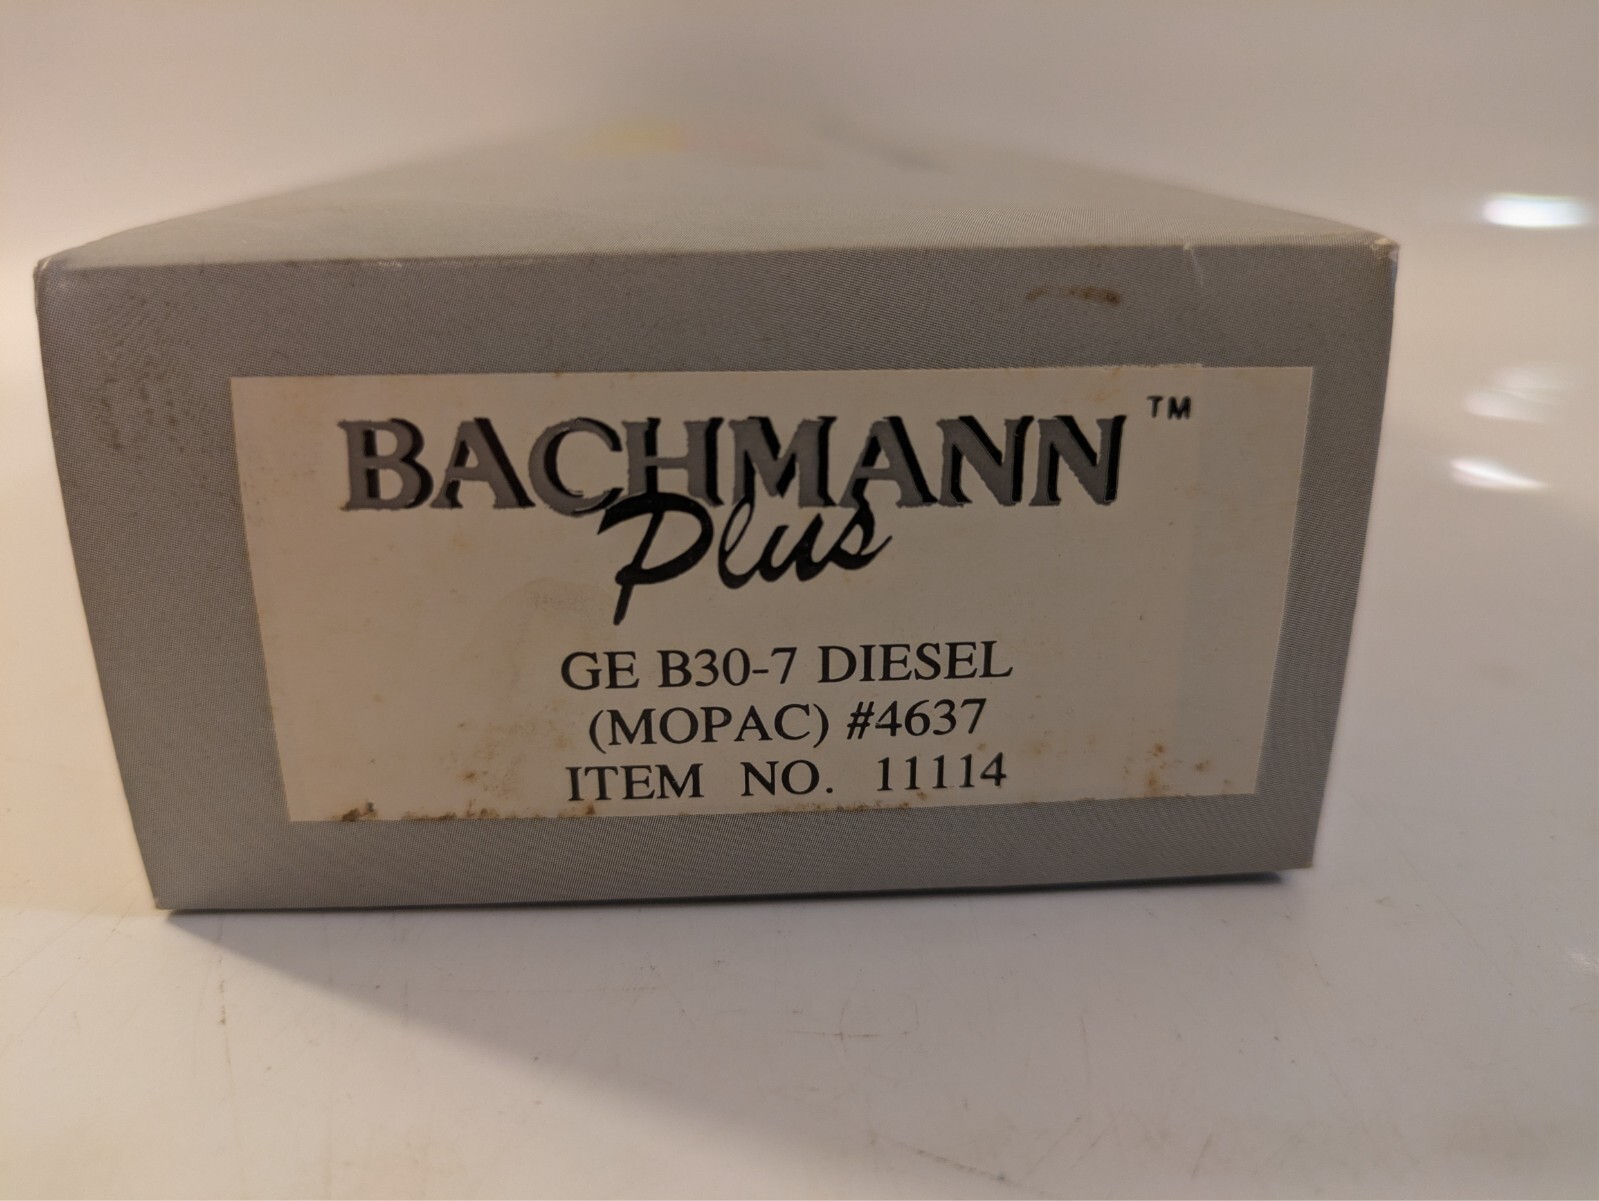 BACHMANN™
Plus
GE B30-7 DIESEL
(MOPAC) #4637
ITEM NO. 11114